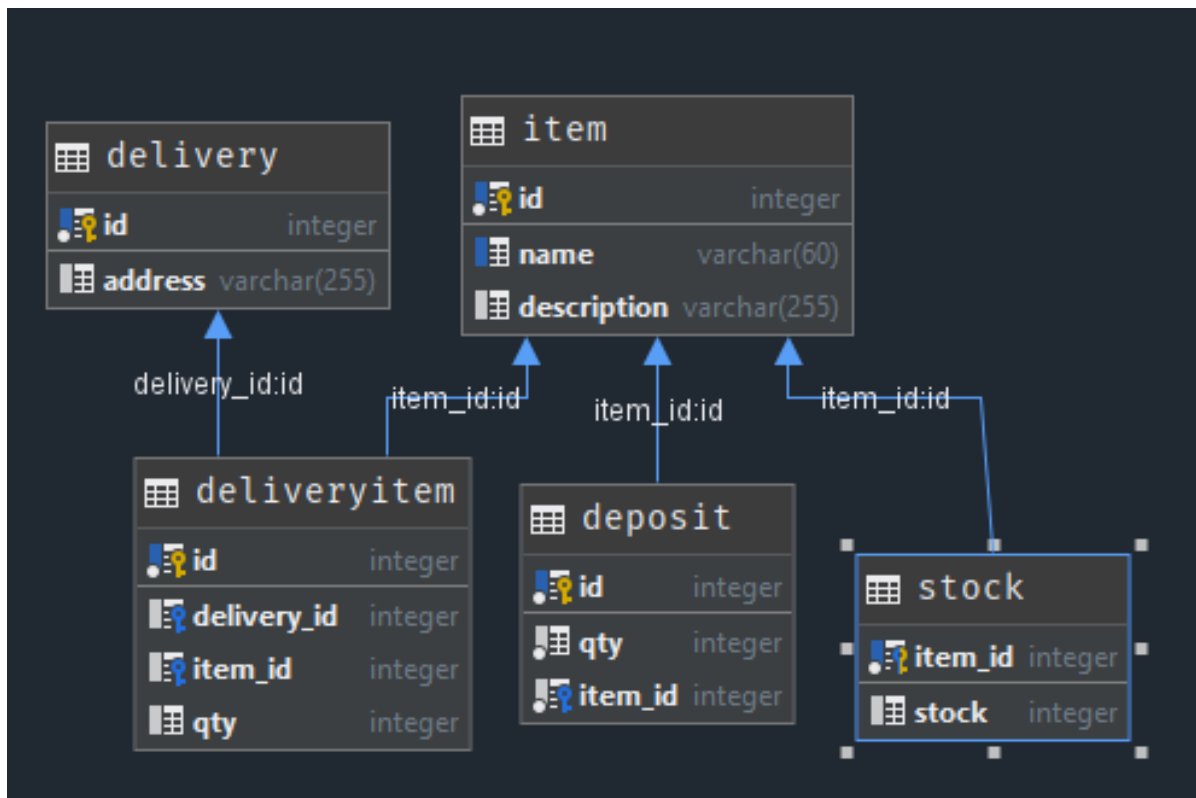 delivery
id integer
address varchar(255)
item
id integer
name varchar(60)
description varchar(255)
delivery_id:id
item_id:id
item_id:id
item_id:id
deliveryitem
id integer
delivery_id integer
item_id integer
qty integer
deposit
id integer
qty integer
item_id integer
stock
item_id integer
stock integer